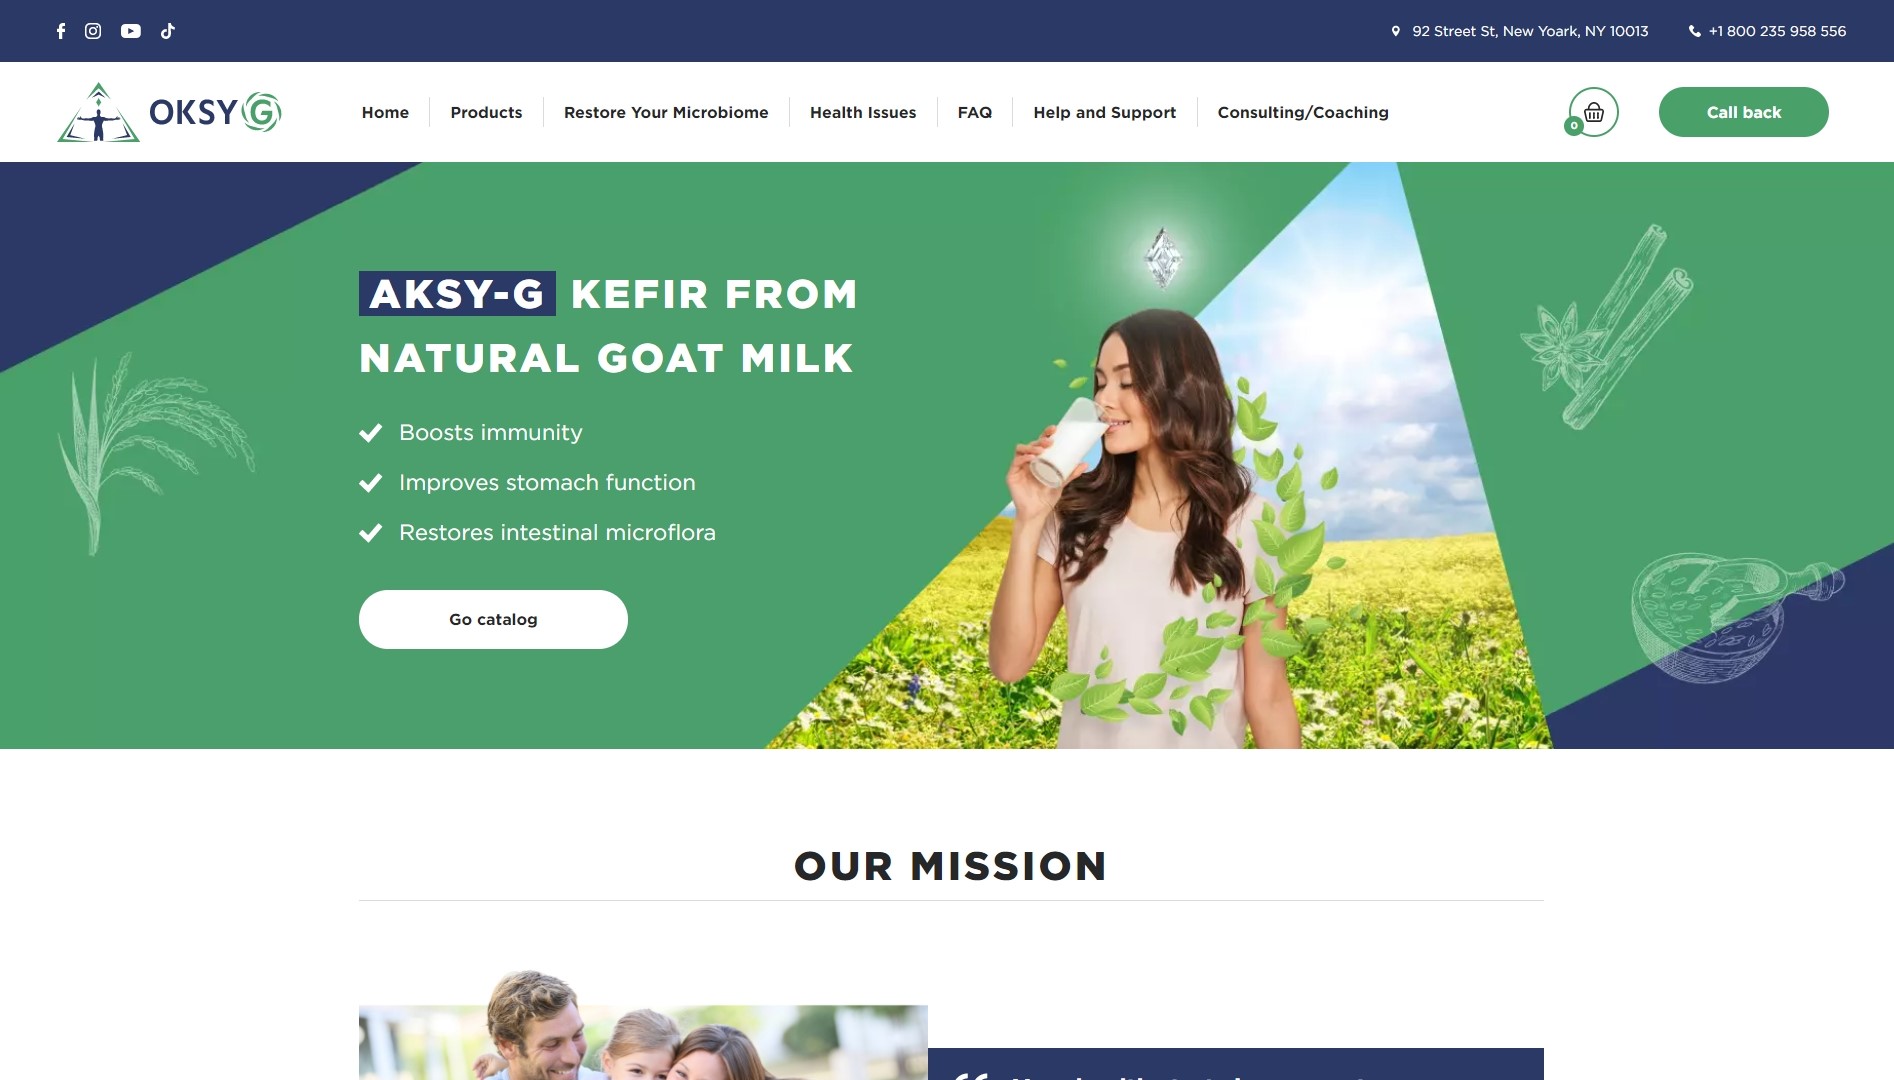 92 Street St, New Yoark, NY 10013
+1 800 235 958 556
OKSY G
Home
Products
Restore Your Microbiome
Health Issues
FAQ
Help and Support
Consulting/Coaching
0
Call back
AKSY-G KEFIR FROM
NATURAL GOAT MILK
Boosts immunity
Improves stomach function
Restores intestinal microflora
Go catalog
OUR MISSION